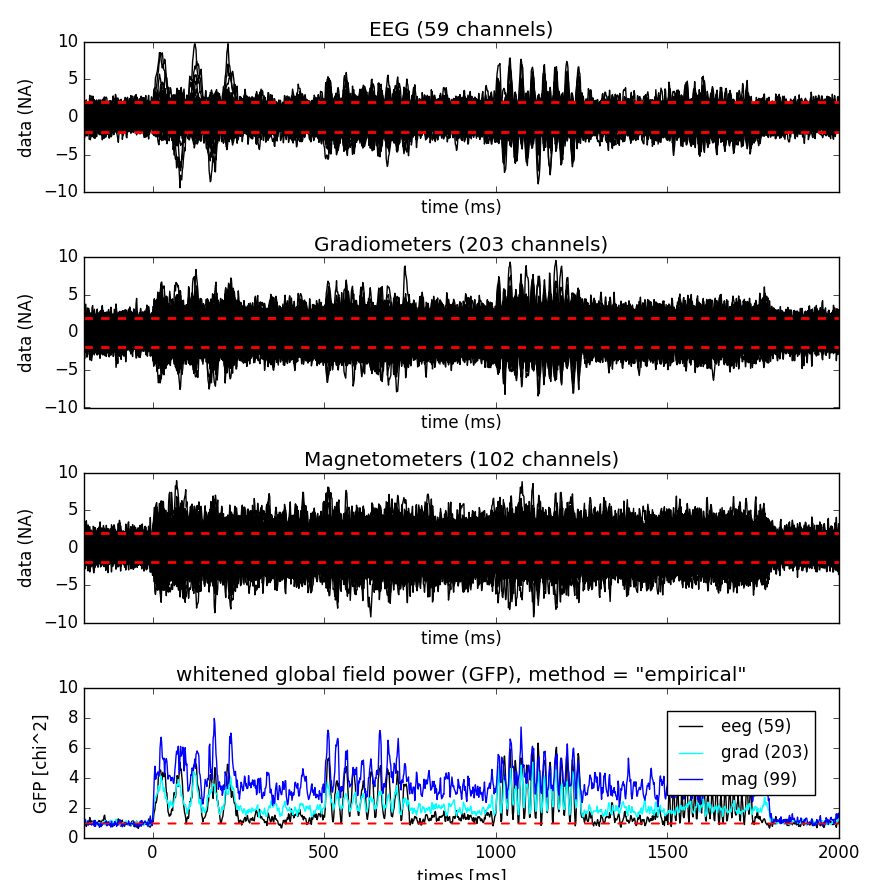 EEG (59 channels)
10
5
0
−5
−10
data (NA)
time (ms)
Gradiometers (203 channels)
10
5
0
−5
−10
data (NA)
time (ms)
Magnetometers (102 channels)
10
5
0
−5
−10
data (NA)
time (ms)
whitened global field power (GFP), method = "empirical"
10
8
6
4
2
0
GFP [chi^2]
eeg (59)
grad (203)
mag (99)
0
500
1000
1500
2000
times [ms]